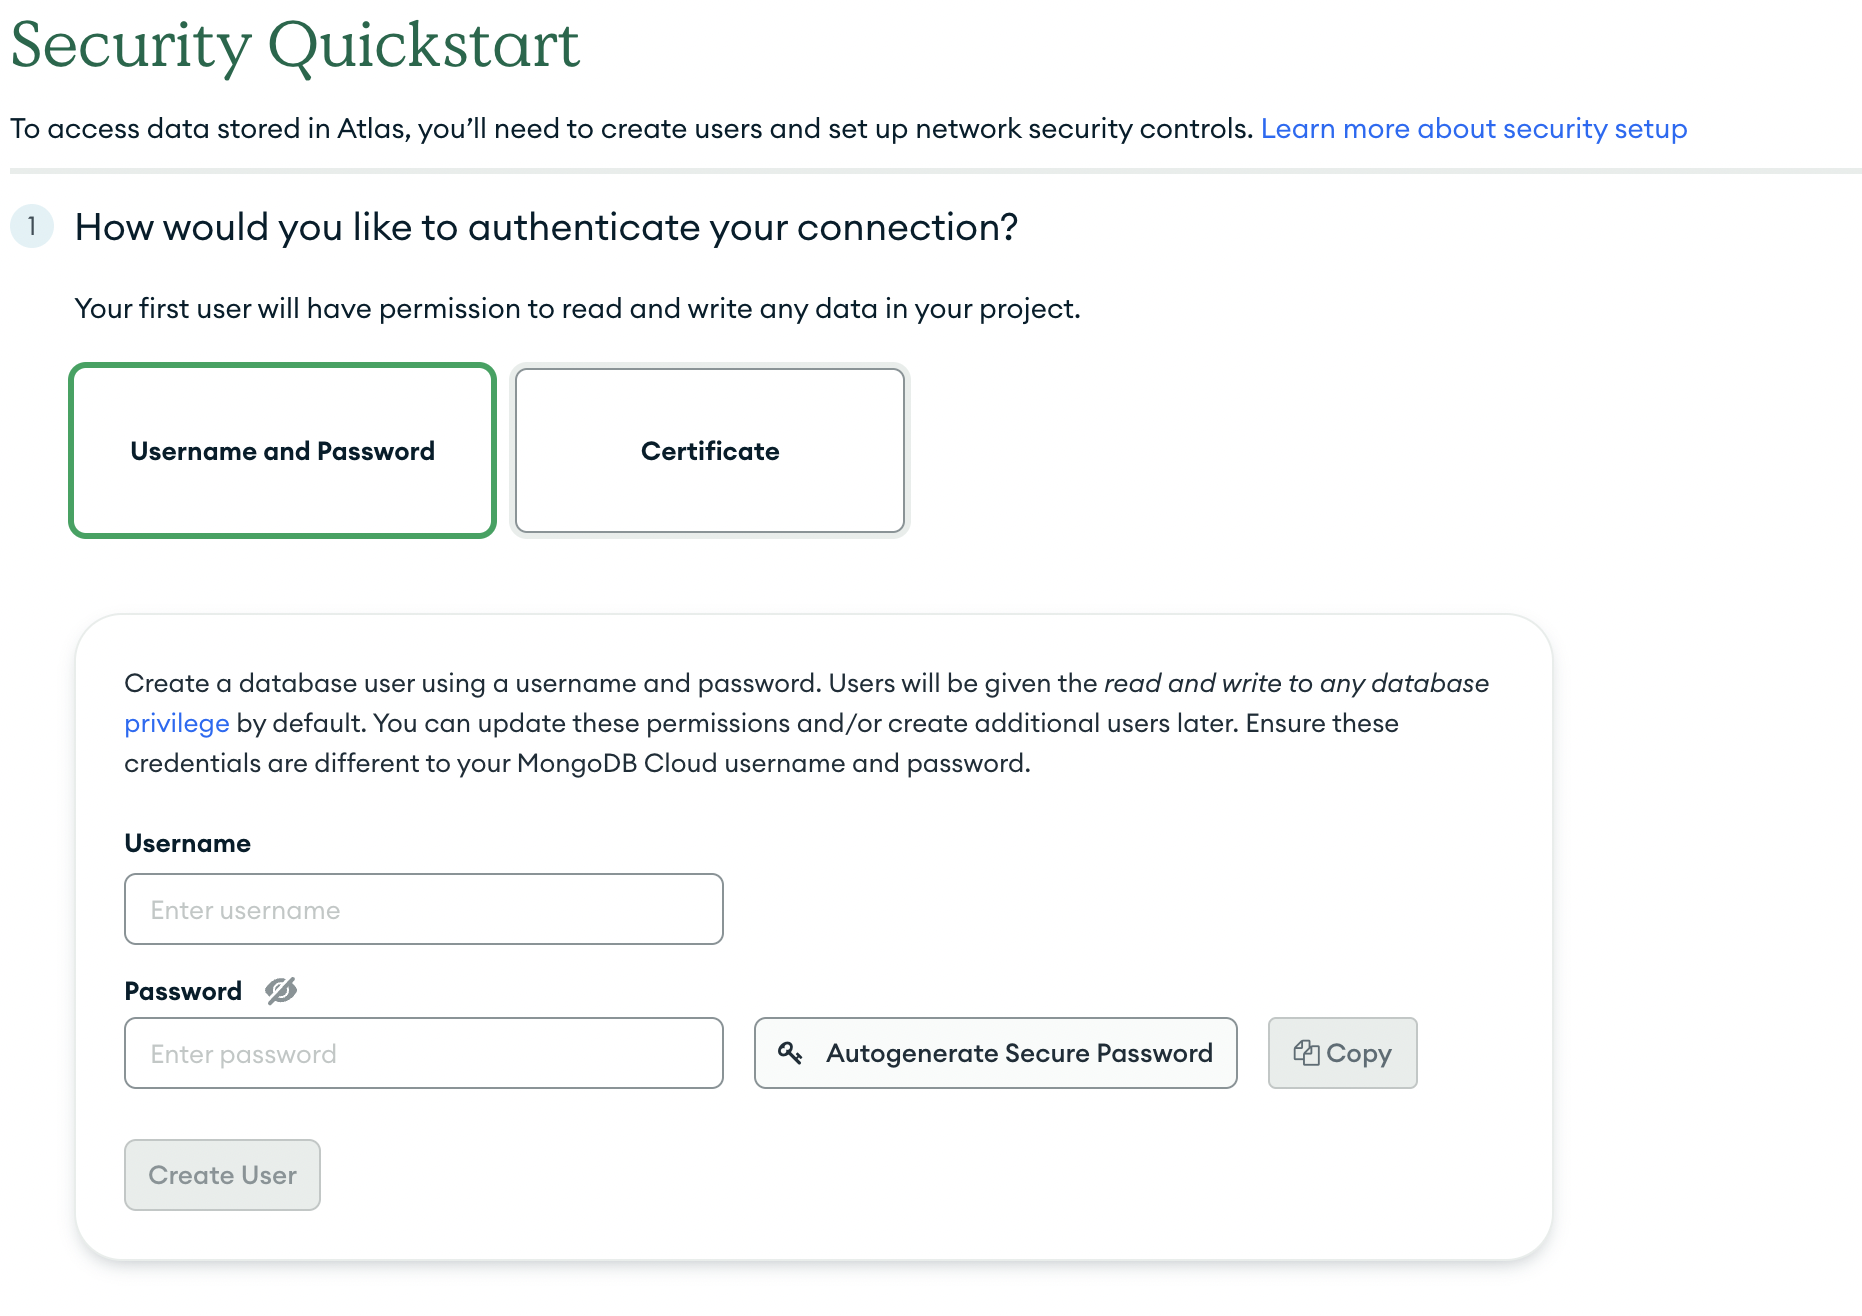 Security Quickstart
To access data stored in Atlas, you’ll need to create users and set up network security controls. Learn more about security setup
1 How would you like to authenticate your connection?
Your first user will have permission to read and write any data in your project.
Username and Password
Certificate
Create a database user using a username and password. Users will be given the read and write to any database
privilege by default. You can update these permissions and/or create additional users later. Ensure these
credentials are different to your MongoDB Cloud username and password.
Username
Enter username
Password
Enter password
Autogenerate Secure Password
Copy
Create User